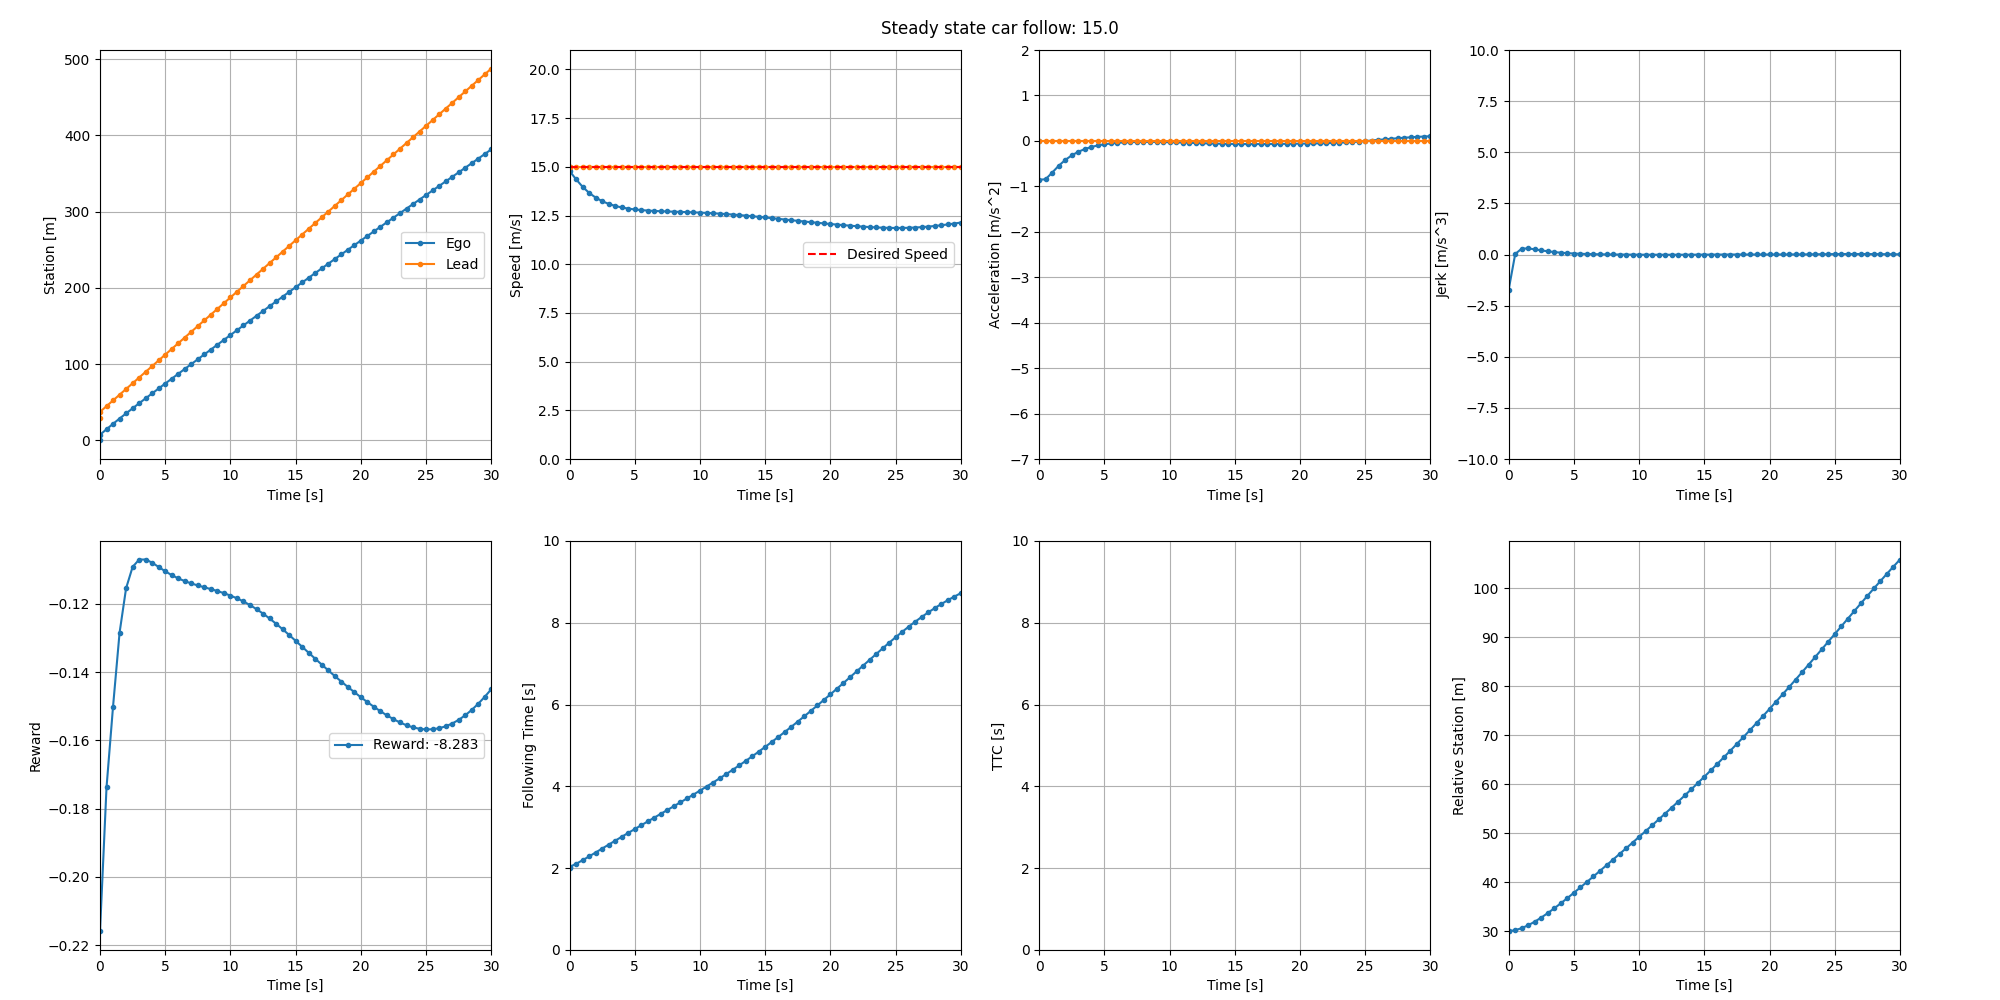 Steady state car follow: 15.0
500
400
300
200
100
0
Station [m]
Ego
Lead
0 5 10 15 20 25 30
Time [s]
20.0
17.5
15.0
12.5
10.0
7.5
5.0
2.5
0.0
Speed [m/s]
Desired Speed
0 5 10 15 20 25 30
Time [s]
2
1
0
−1
−2
−3
−4
−5
−6
−7
Acceleration [m/s^2]
0 5 10 15 20 25 30
Time [s]
10.0
7.5
5.0
2.5
0.0
−2.5
−5.0
−7.5
−10.0
Jerk [m/s^3]
0 5 10 15 20 25 30
Time [s]
−0.12
−0.14
−0.16
−0.18
−0.20
−0.22
Reward
Reward: -8.283
0 5 10 15 20 25 30
Time [s]
10
8
6
4
2
0
Following Time [s]
0 5 10 15 20 25 30
Time [s]
10
8
6
4
2
0
TTC [s]
0 5 10 15 20 25 30
Time [s]
100
90
80
70
60
50
40
30
Relative Station [m]
0 5 10 15 20 25 30
Time [s]